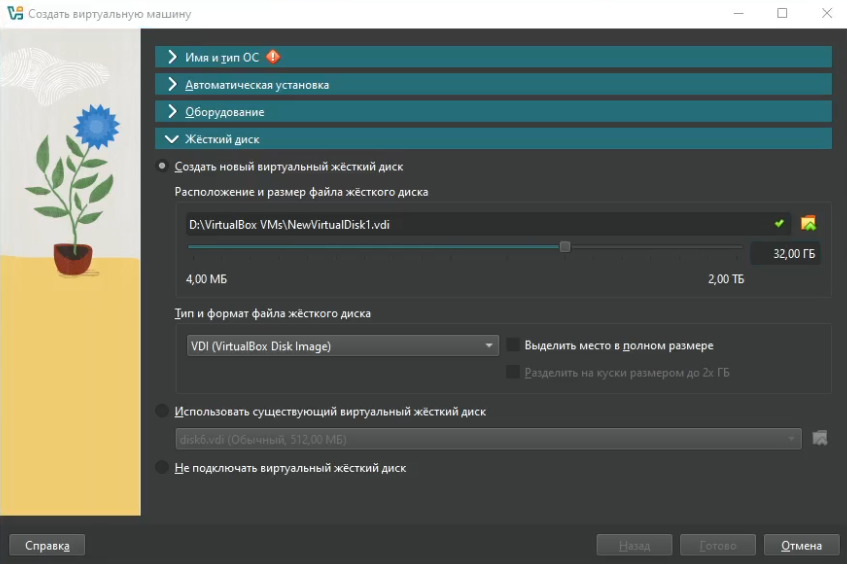 Создать виртуальную машину
Имя и тип ОС
Автоматическая установка
Оборудование
Жёсткий диск
Создать новый виртуальный жёсткий диск
Расположение и размер файла жёсткого диска
D:\VirtualBox VMs\NewVirtualDisk1.vdi
32,00 ГБ
4,00 МБ 2,00 ТБ
Тип и формат файла жёсткого диска
VDI (VirtualBox Disk Image) Выделить место в полном размере
Разделить на куски размером до 2х ГБ
Использовать существующий виртуальный жёсткий диск
disk6.vdi (Обычный, 512,00 МБ)
Не подключать виртуальный жёсткий диск
Справка Назад Готово Отмена